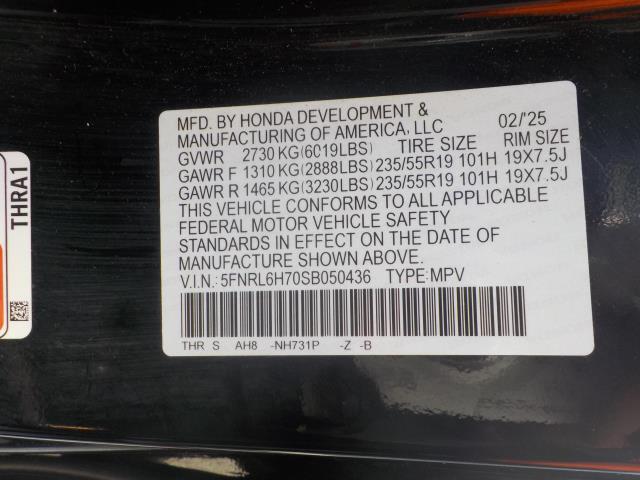 MFD. BY HONDA DEVELOPMENT &
MANUFACTURING OF AMERICA, LLC 02/'25
GVWR 2730 KG(6019LBS) TIRE SIZE RIM SIZE
GAWR F 1310 KG(2888LBS) 235/55R19 101H 19X7.5J
GAWR R 1465 KG(3230LBS) 235/55R19 101H 19X7.5J
THIS VEHICLE CONFORMS TO ALL APPLICABLE
FEDERAL MOTOR VEHICLE SAFETY
STANDARDS IN EFFECT ON THE DATE OF
MANUFACTURE SHOWN ABOVE.
V.I.N.: 5FNRL6H70SB050436 TYPE: MPV
THR S AH8 -NH731P -Z -B
THRA1